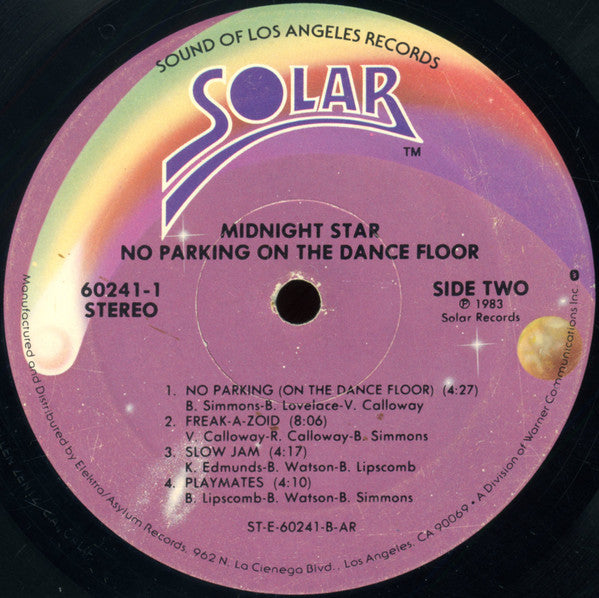 SOUND OF LOS ANGELES RECORDS
SOLAR
TM
MIDNIGHT STAR
NO PARKING ON THE DANCE FLOOR
60241-1
STEREO
SIDE TWO
℗ 1983
Solar Records
1. NO PARKING (ON THE DANCE FLOOR) (4:27)
B. Simmons-B. Lovelace-V. Calloway
2. FREAK-A-ZOID (8:06)
V. Calloway-R. Calloway-B. Simmons
3. SLOW JAM (4:17)
K. Edmunds-B. Watson-B. Lipscomb
4. PLAYMATES (4:10)
B. Lipscomb-B. Watson-B. Simmons
ST-E-60241-B-AR
Manufactured and Distributed by Elektra/Asylum Records, 962 N. La Cienega Blvd., Los Angeles, CA 90069 • A Division of Warner Communications Inc.